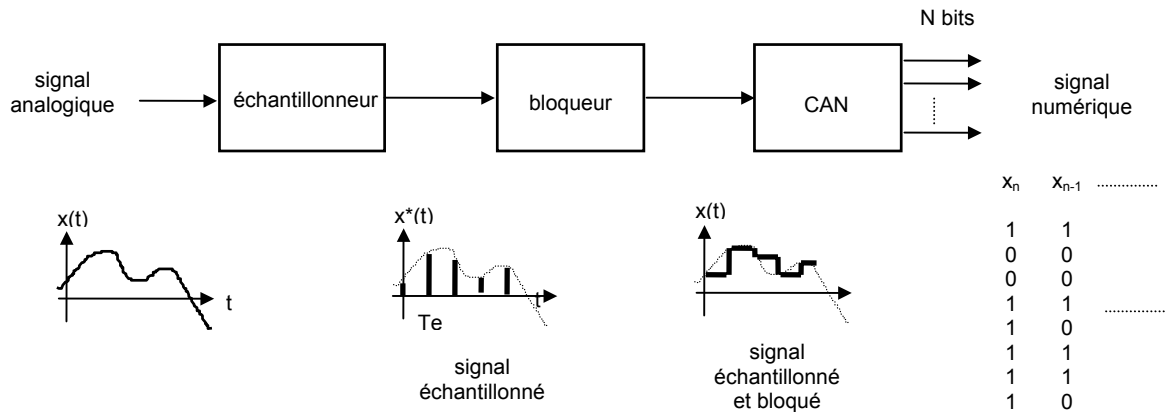 N bits
signal
analogique
échantillonneur
bloqueur
CAN
signal
numérique
x(t)
t
x*(t)
t
Te
signal
échantillonné
x(t)
signal
échantillonné
et bloqué
xn xn-1 ...............
1 1
0 0
0 0
1 1 ...............
1 0
1 1
1 1
1 0